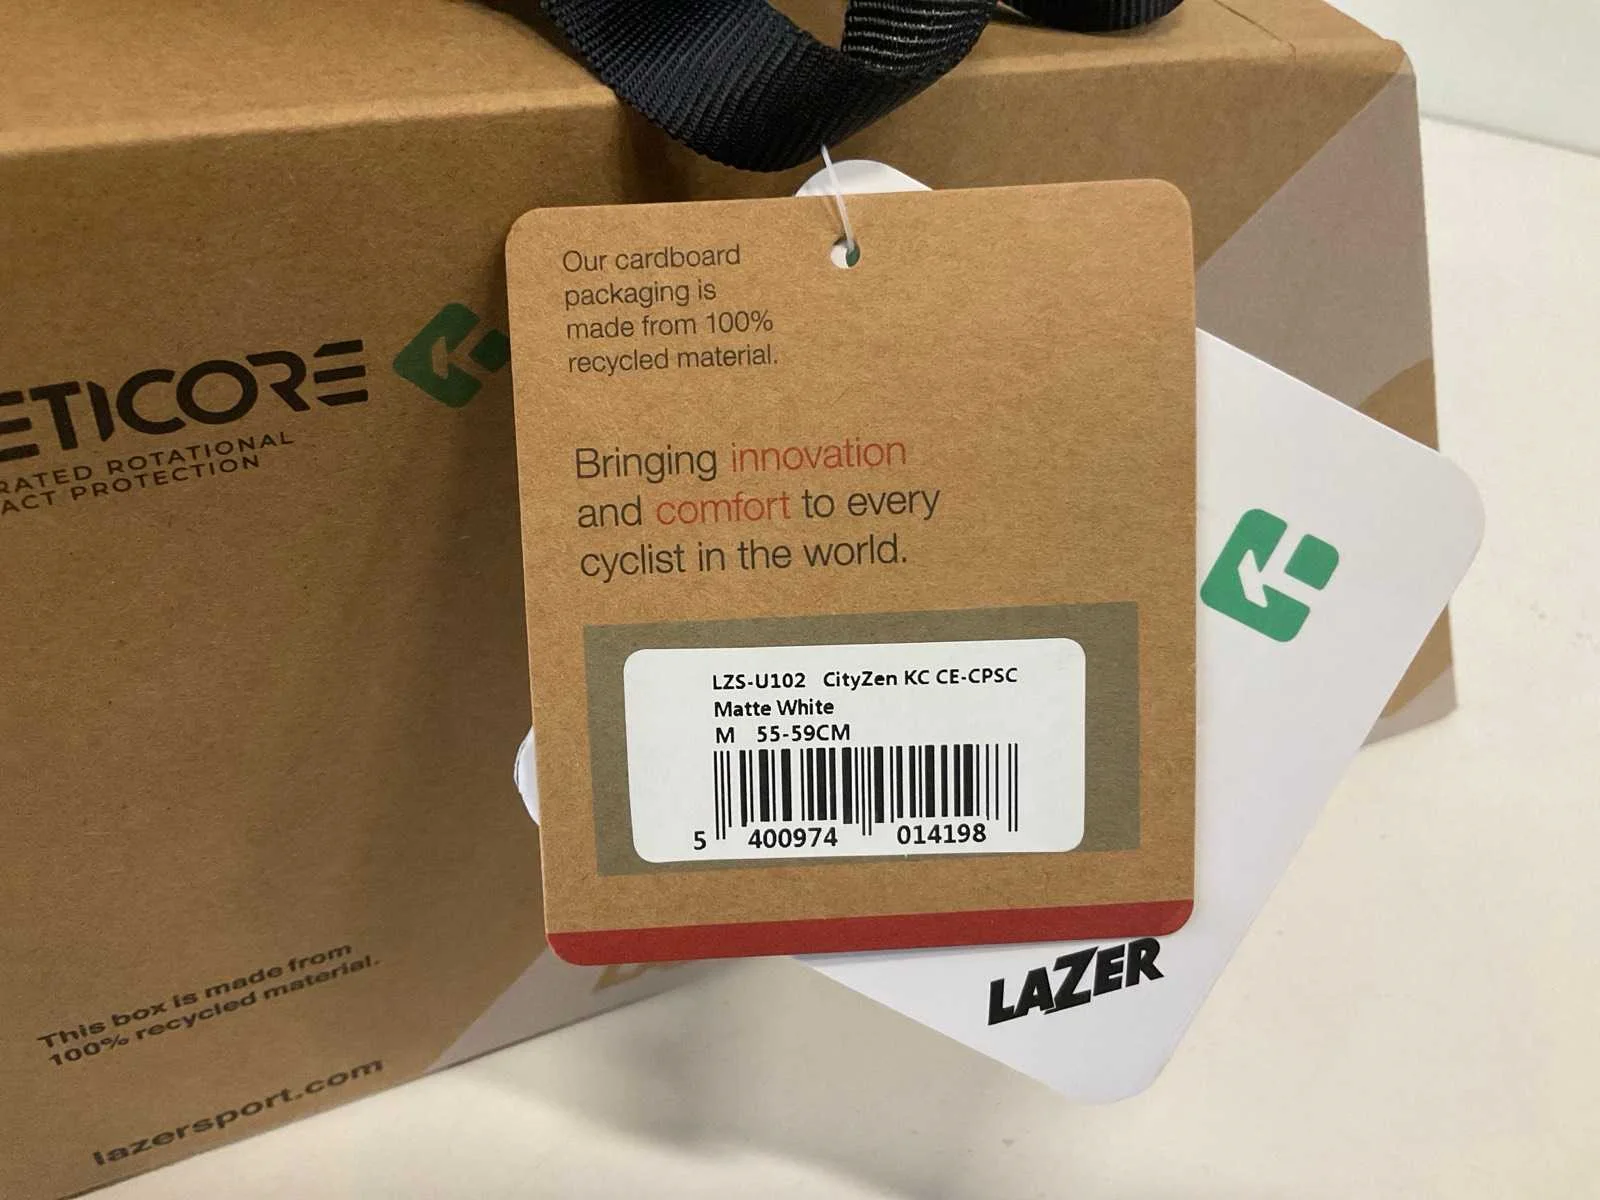 Our cardboard
packaging is
made from 100%
recycled material.
Bringing innovation
and comfort to every
cyclist in the world.
LZS-U102 CityZen KC CE-CPSC
Matte White
M 55-59CM
5 400974 014198
LAZER
ETICORE
RATED ROTATIONAL
ACT PROTECTION
This box is made from
100% recycled material.
lazersport.com